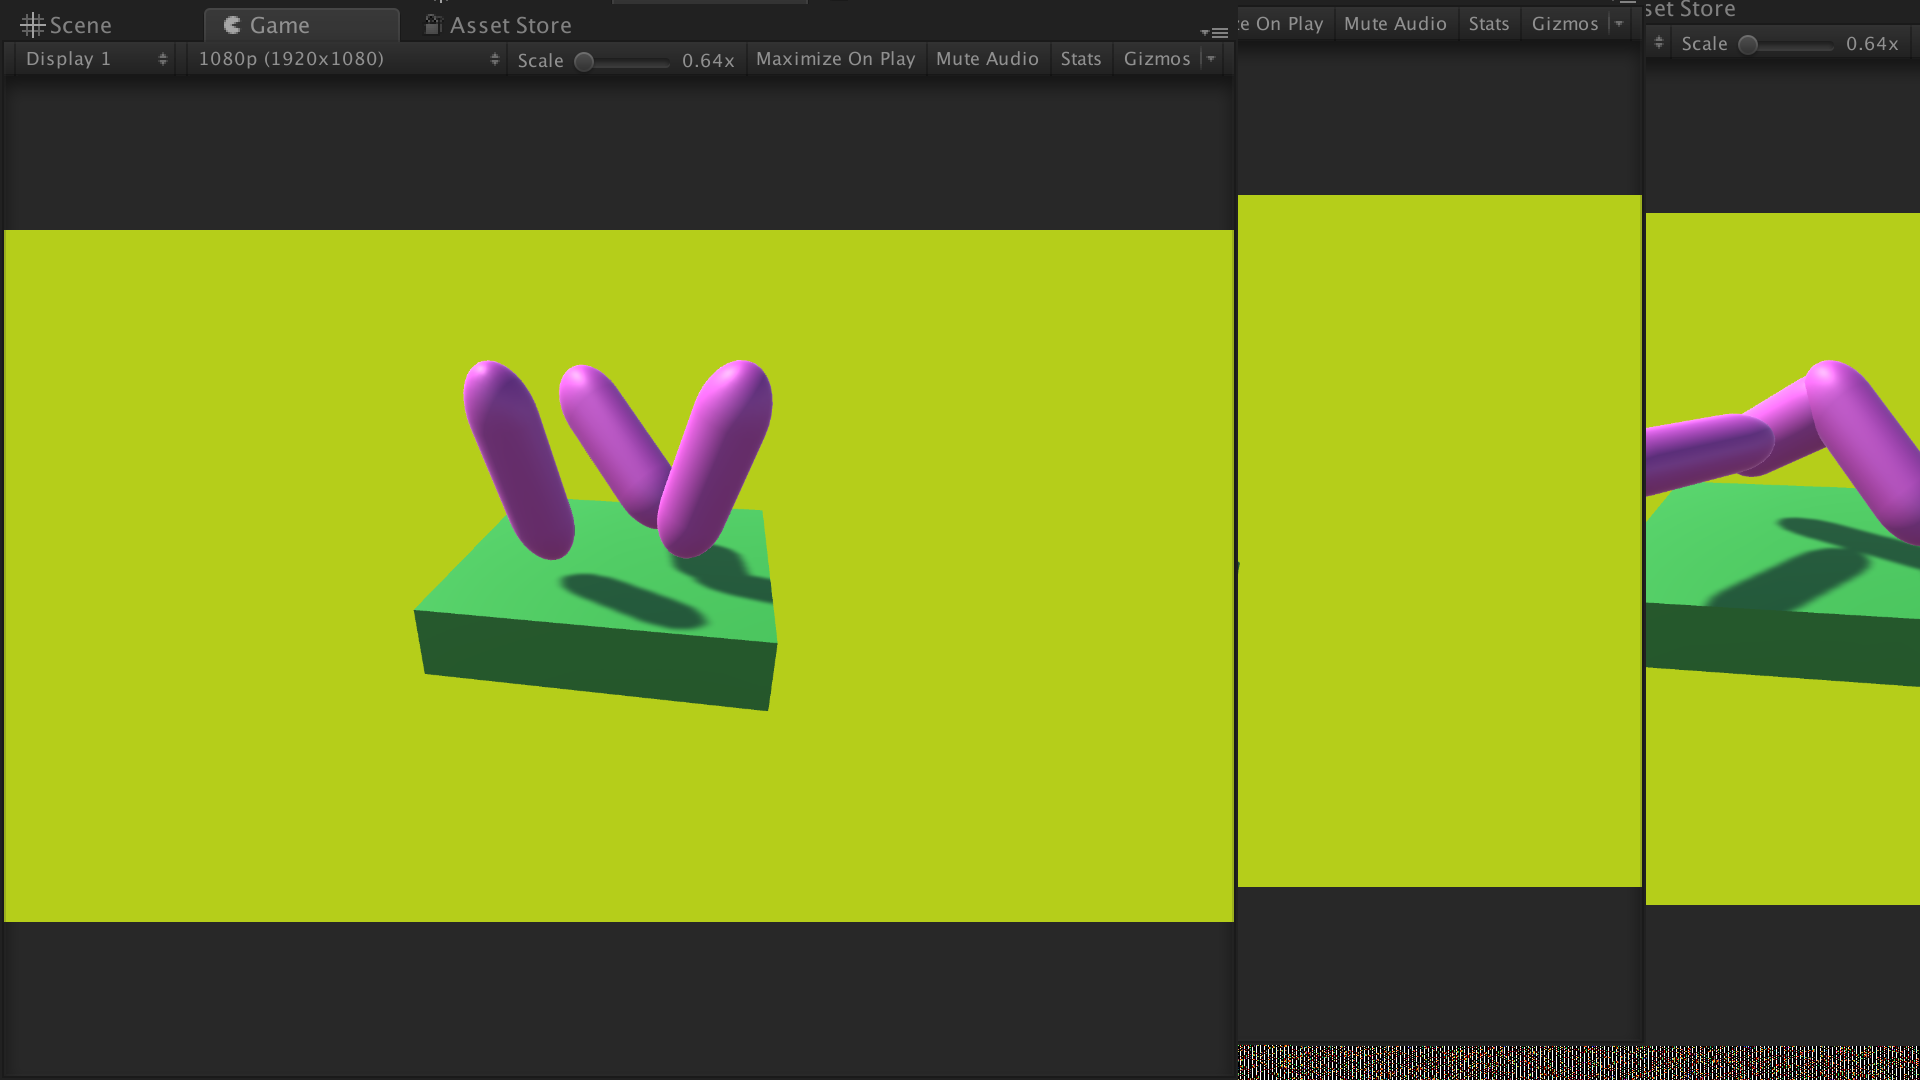 Scene
Game
Asset Store
Display 1
1080p (1920x1080)
Scale
0.64x
Maximize On Play
Mute Audio
Stats
Gizmos
On Play
Mute Audio
Stats
Gizmos
Store
Scale
0.64x